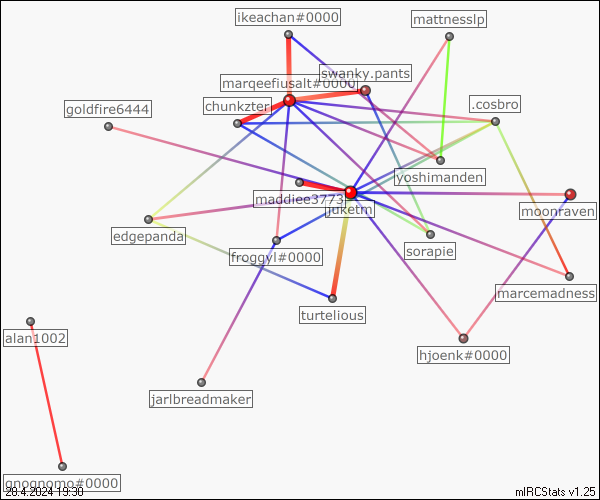 ikeachan#0000
mattnesslp
swanky.pants
marqeefiusalt#0000
goldfire6444
chunkzter
.cosbro
yoshimanden
maddiee3773
juketm
moonraven
edgepanda
froggyl#0000
sorapie
marcemadness
turtelious
alan1002
hjoenk#0000
jarlbreadmaker
gnognomo#0000
20.4.2024 19:30
mIRCStats v1.25